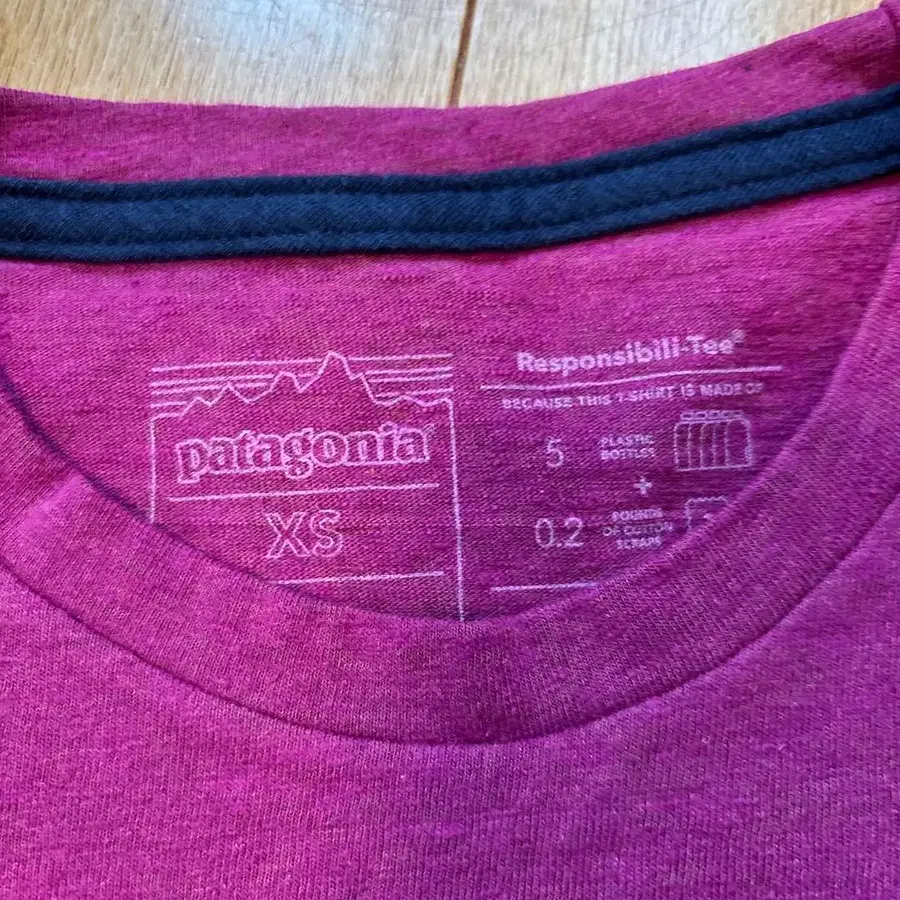 patagonia®
XS
Responsibili-Tee®
BECAUSE THIS T-SHIRT IS MADE OF
5 PLASTIC
BOTTLES
+
0.2 POUNDS
OF COTTON
SCRAPS